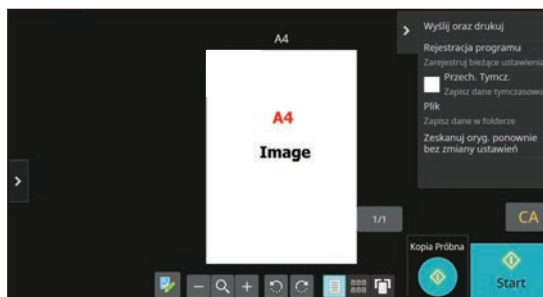 A4
A4
Image
1/1
Wyślij oraz drukuj
Rejestracja programu
Zarejestruj bieżące ustawienia
Przech. Tymcz.
Zapisz dane tymczasowo
Plik
Zapisz dane w folderze
Zeskanuj oryg. ponownie
bez zmiany ustawień
CA
Kopia Próbna
Start